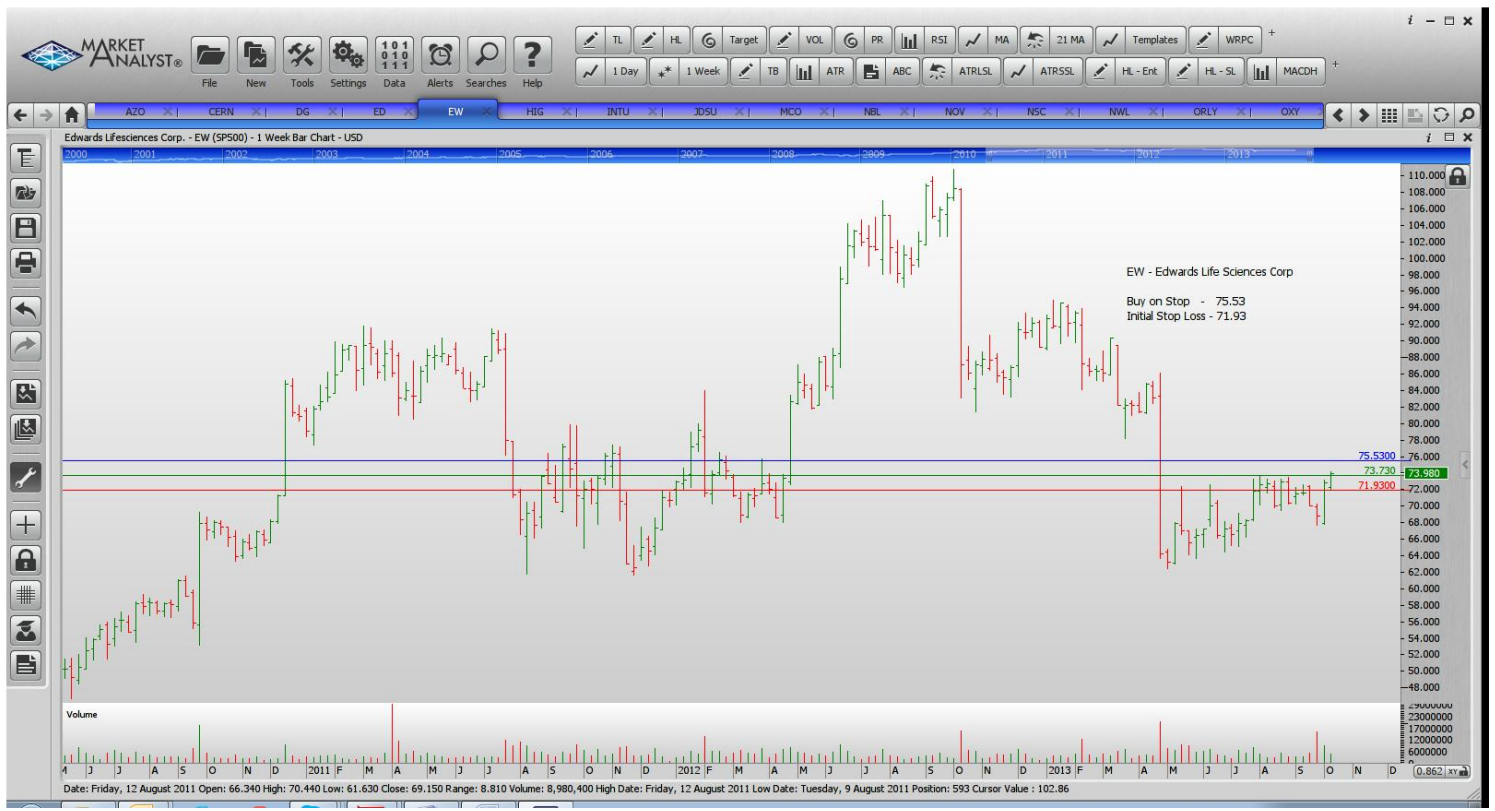 i
MARKET
ANALYST®
File New Tools Settings Data Alerts Searches Help
TL HL Target VOL PR RSI MA 21 MA Templates WRPC +
1 Day 1 Week TB ATR ABC ATRLSL ATRSSL HL - Ent HL - SL MACDH +
101
010
111
?
AZO X CERN X DG X ED X EW X HIG X INTU X JDSU X MCO X NBL X NOV X NSC X NWL X ORLY X OXY
Edwards Lifesciences Corp. - EW (SP500) - 1 Week Bar Chart - USD
i
2000 2001 2002 2003 2004 2005 2006 2007 2008 2009 2010 2011 2012 2013
110.000
108.000
106.000
104.000
102.000
100.000
98.000
EW - Edwards Life Sciences Corp
96.000
Buy on Stop - 75.53
94.000
Initial Stop Loss - 71.93
92.000
90.000
88.000
86.000
84.000
82.000
80.000
78.000
76.000
75.5300
73.730
73.980
71.9300
72.000
70.000
68.000
66.000
64.000
62.000
60.000
58.000
56.000
54.000
52.000
50.000
48.000
Volume
29000000
23000000
17000000
12000000
6000000
0
M J J A S O N D 2011 F M A M J J A S O N D 2012 F M A M J J A S O N D 2013 F M A M J J A S O N D
0.862 XY
Date: Friday, 12 August 2011 Open: 66.340 High: 70.440 Low: 61.630 Close: 69.150 Range: 8.810 Volume: 8,980,400 High Date: Friday, 12 August 2011 Low Date: Tuesday, 9 August 2011 Position: 593 Cursor Value : 102.86